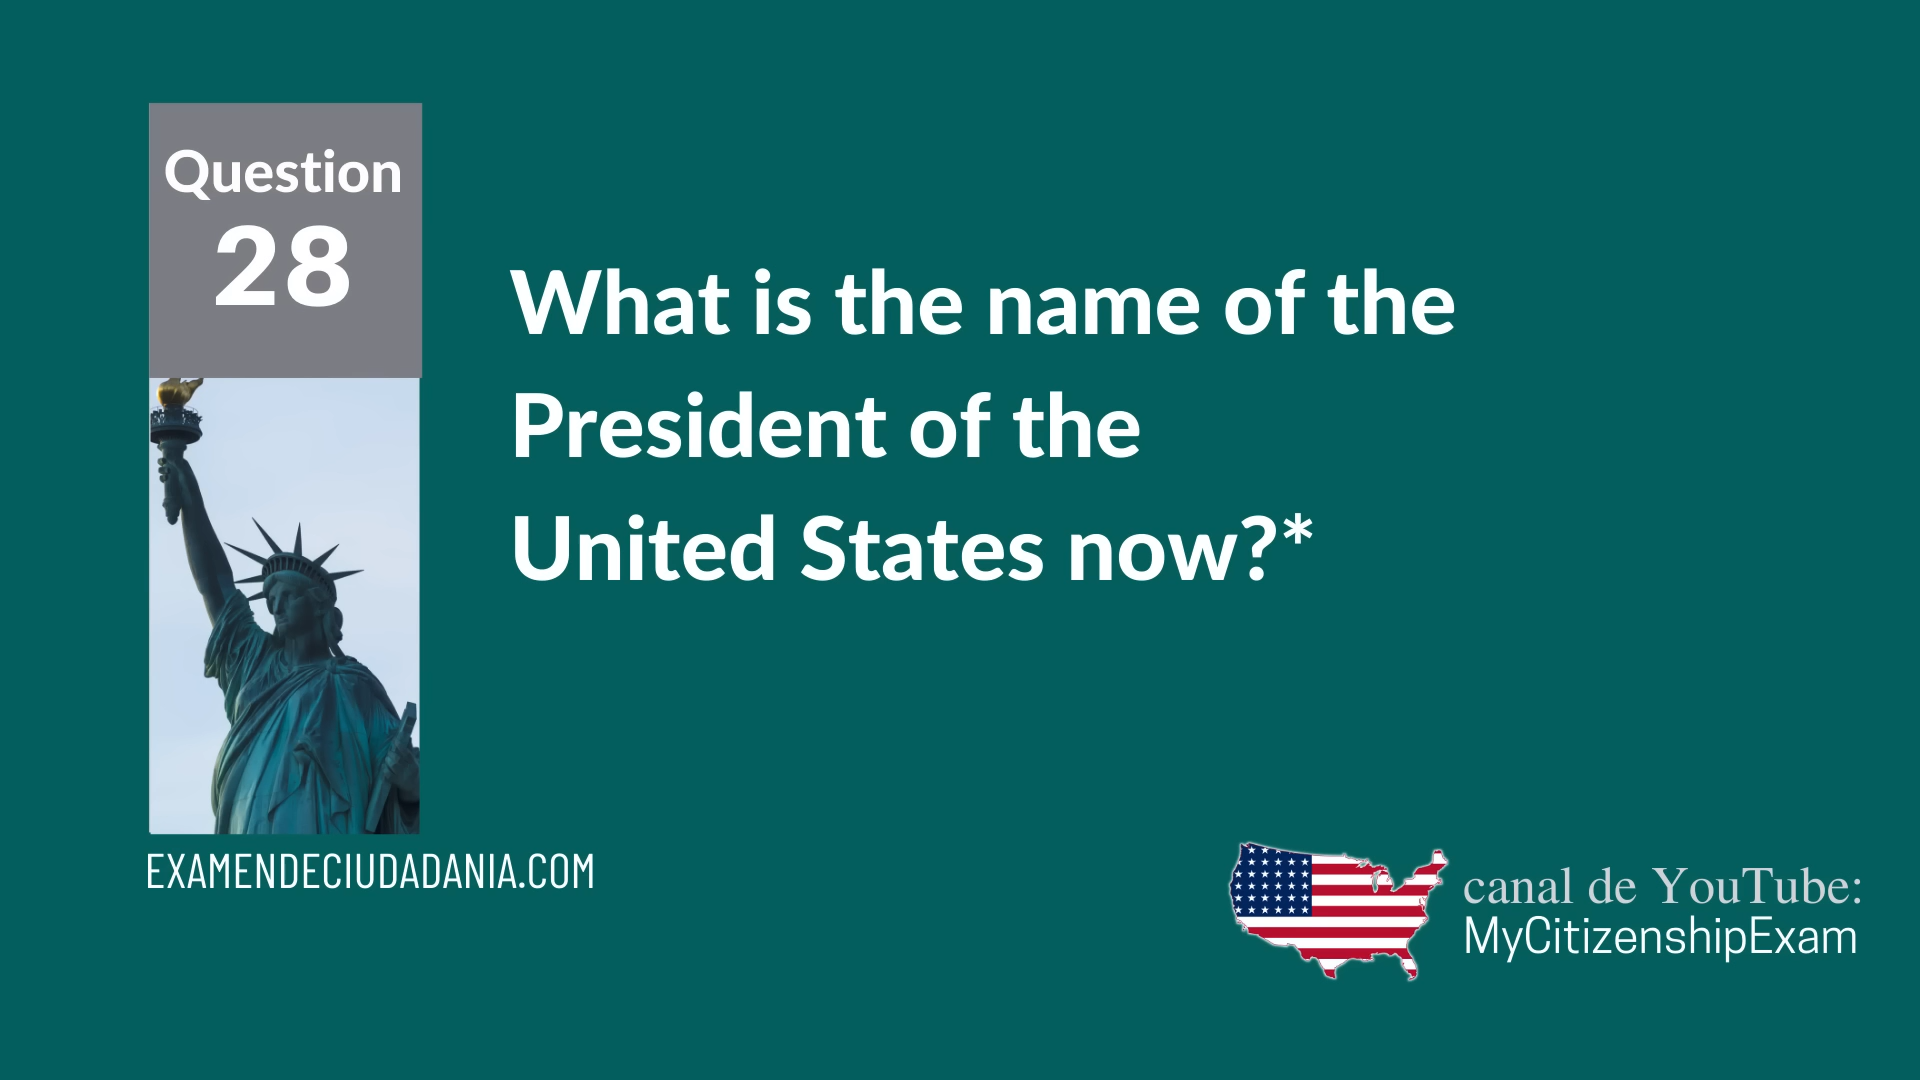 Question
28
What is the name of the
President of the
United States now?*
EXAMENDECIUDADANIA.COM
canal de YouTube:
MyCitizenshipExam